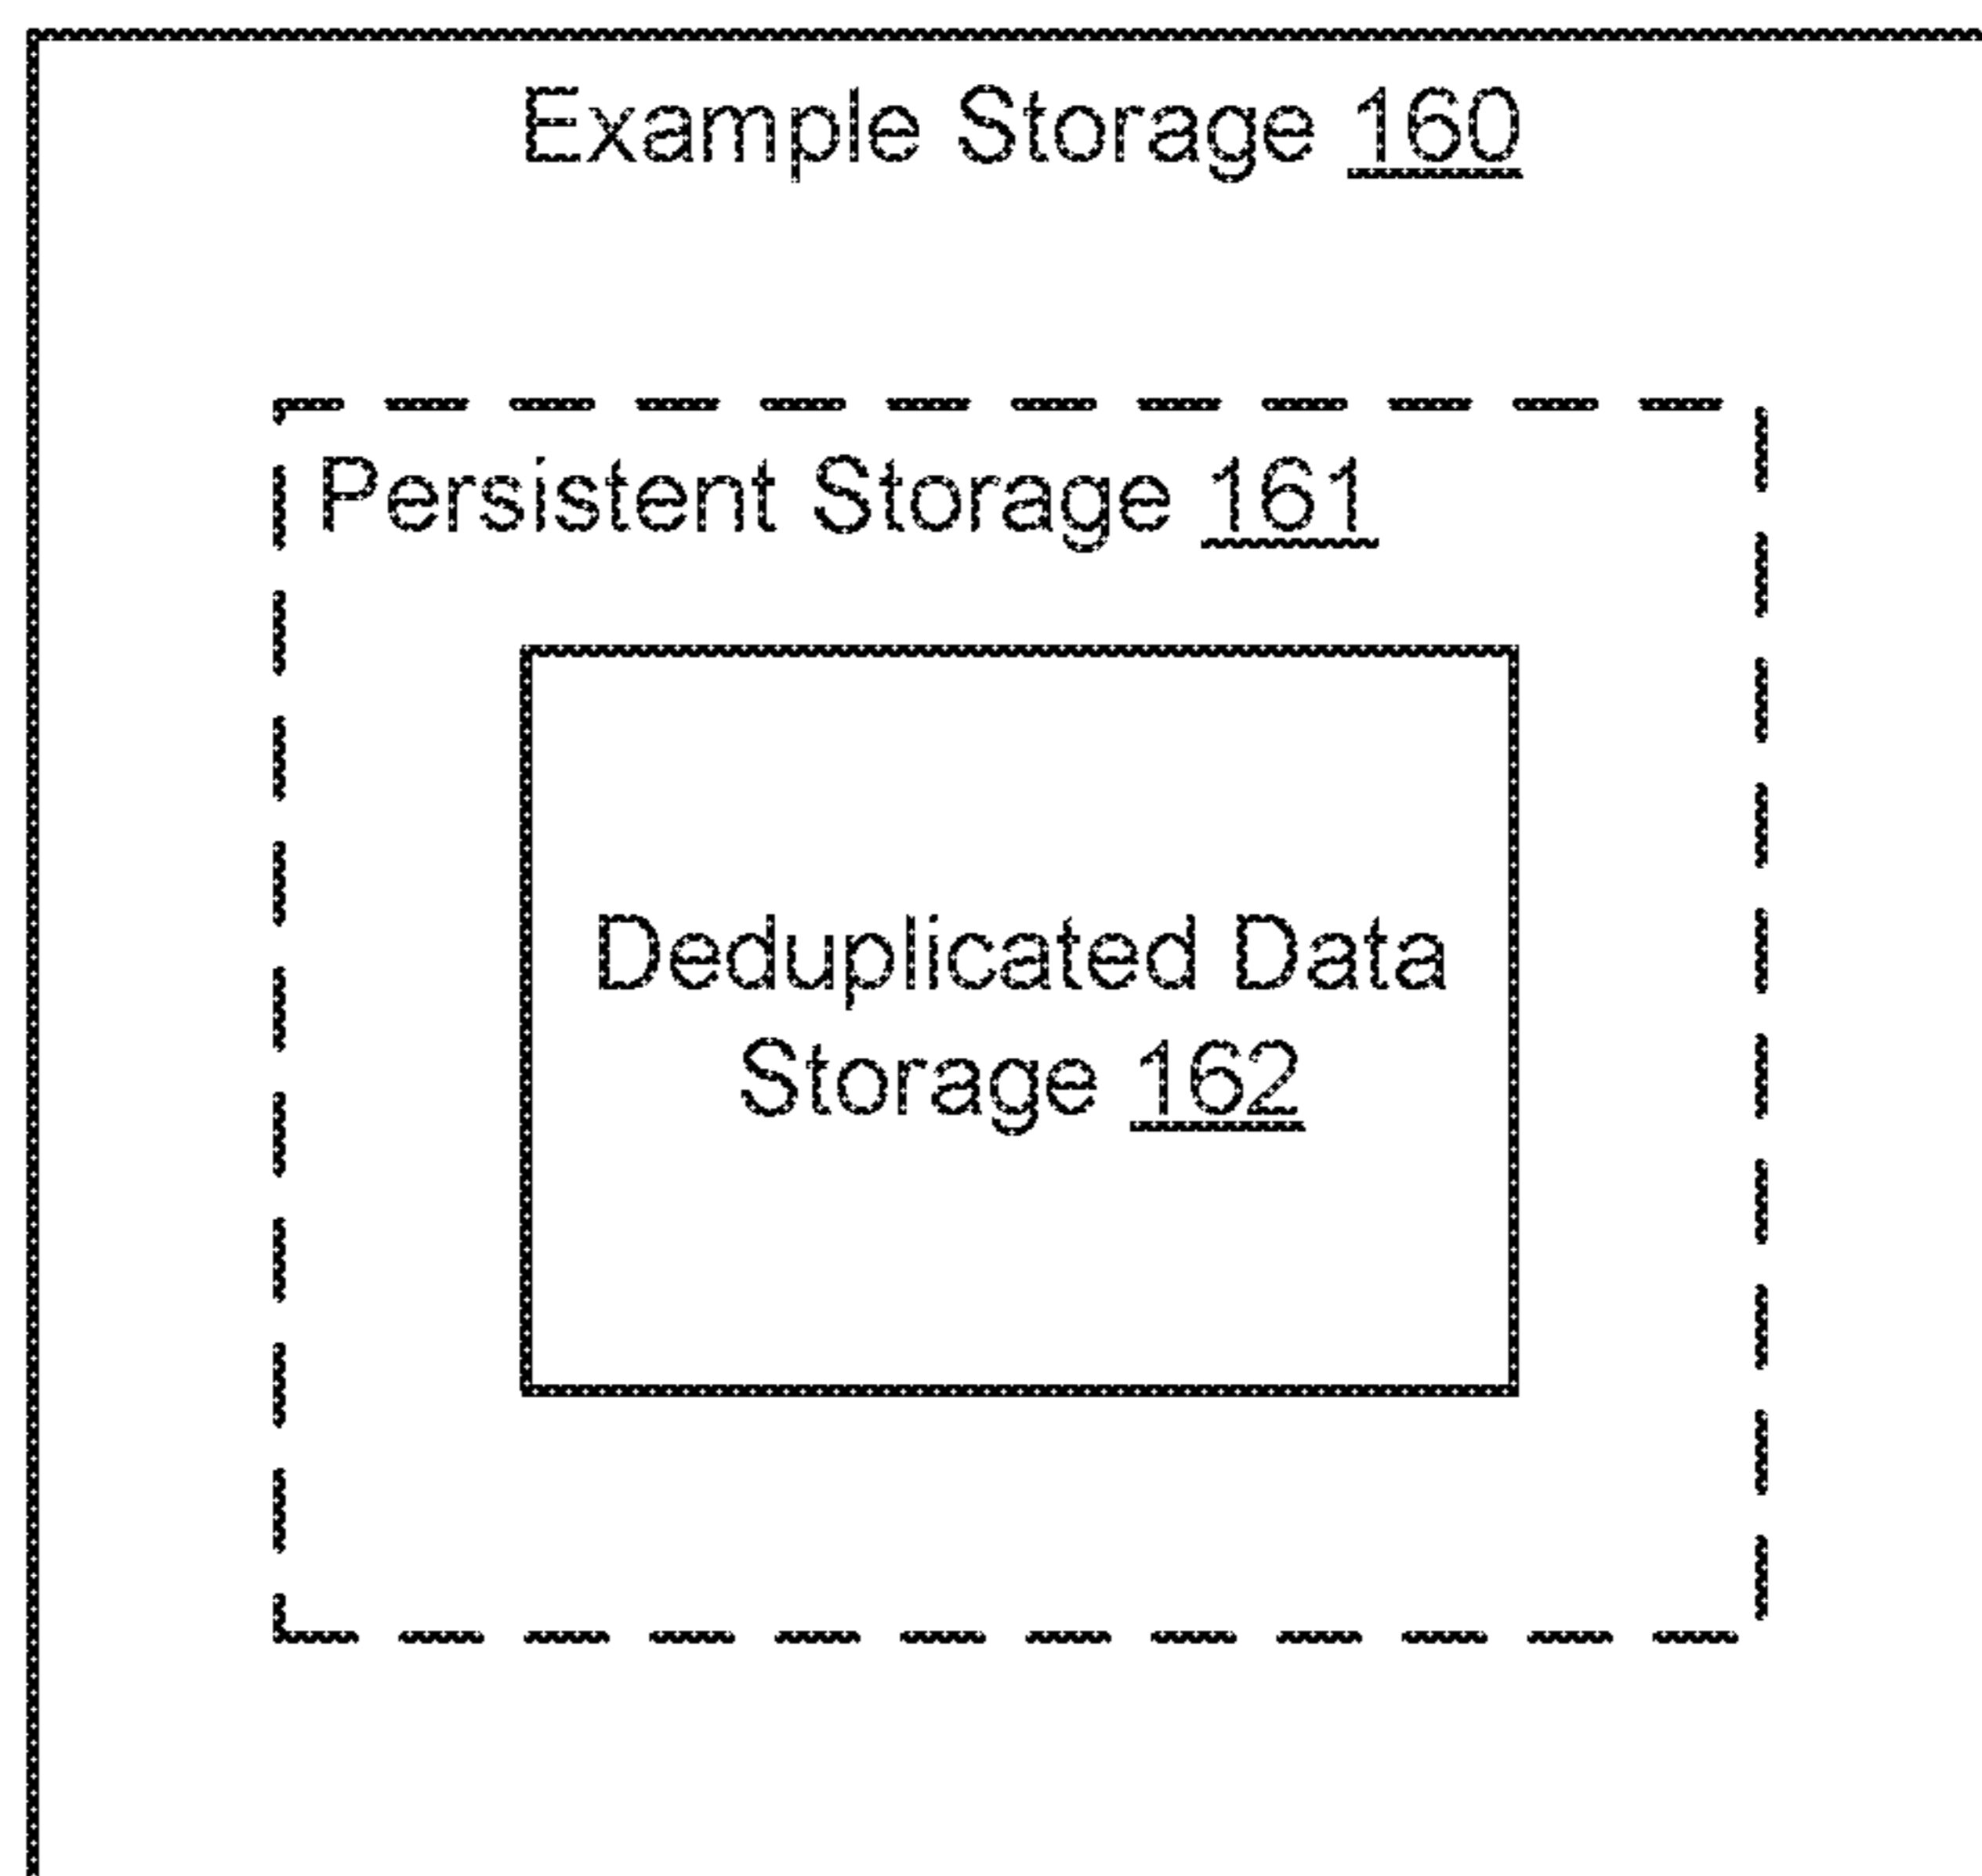 Example Storage 160
Persistent Storage 161
Deduplicated Data
Storage 162